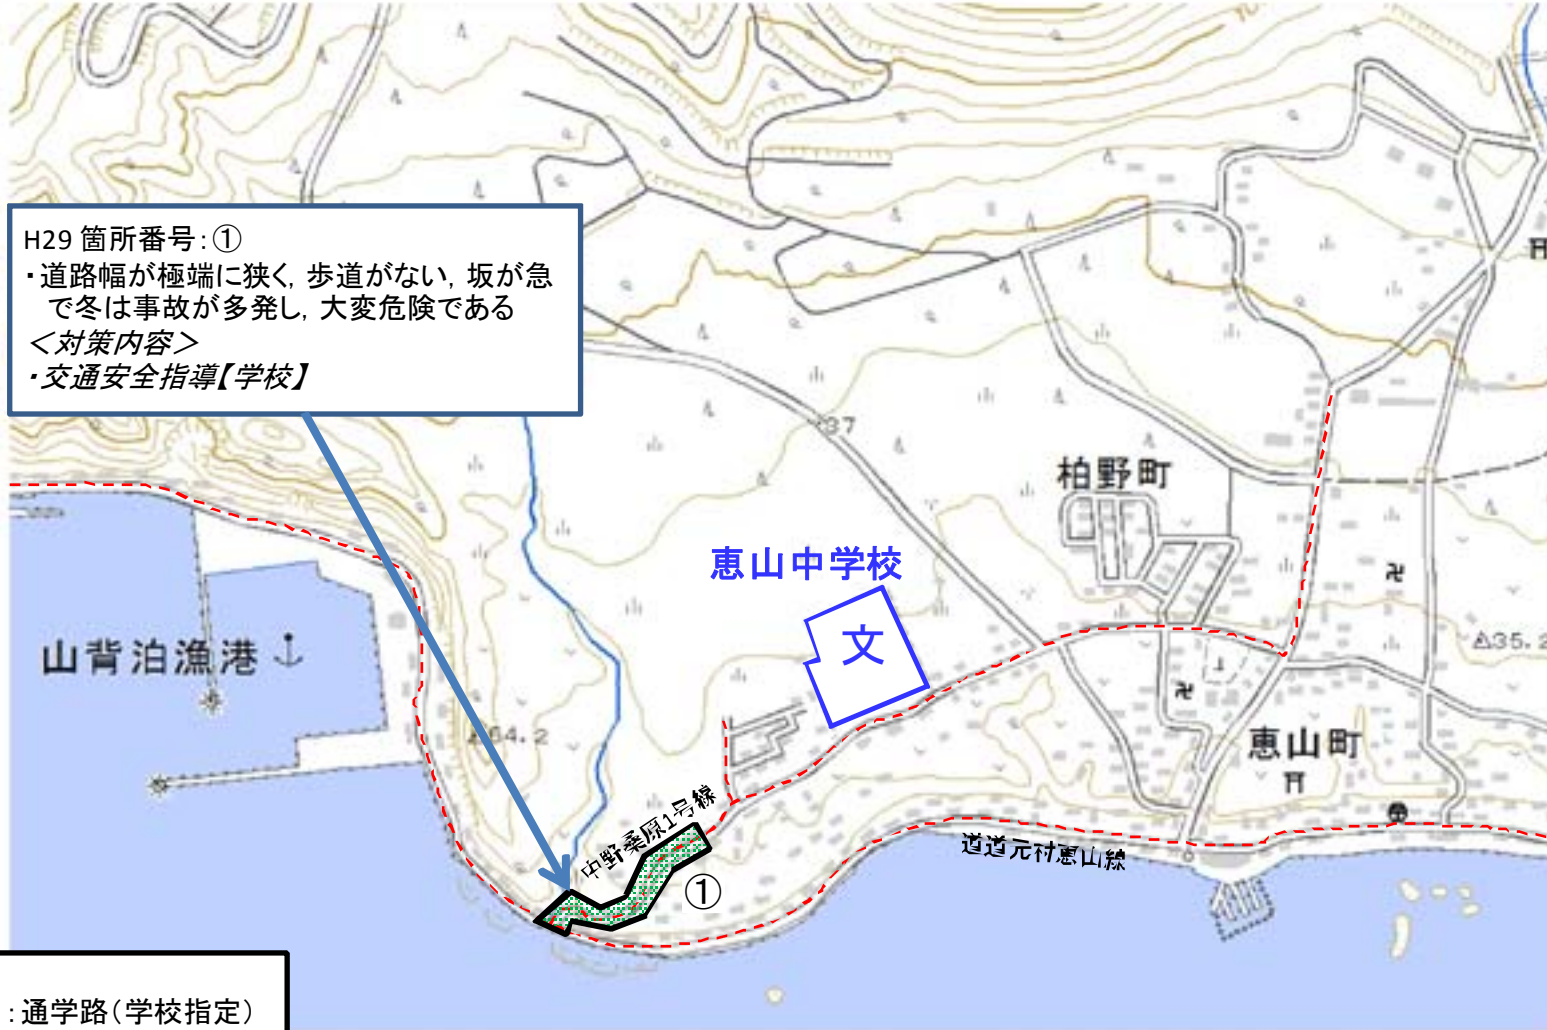 H29 箇所番号:①
・道路幅が極端に狭く, 歩道がない, 坂が急
で冬は事故が多発し, 大変危険である
＜対策内容＞
・交通安全指導【学校】
37
柏野町
恵山中学校
文
山背泊漁港
35.2
64.2
恵山町
中野桑原1号線
道道元村恵山線
①
:通学路(学校指定)